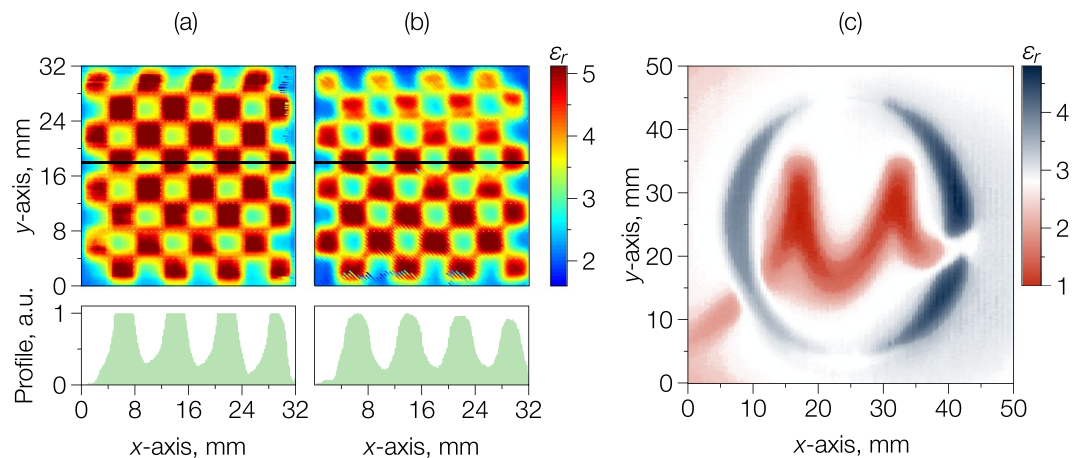 (a)
(b)
(c)
εr
εr
32
24
16
8
0
y-axis, mm
5
4
3
2
50
40
30
20
10
0
y-axis, mm
4
3
2
1
Profile, a.u.
1
0
0 8 16 24 32
8 16 24 32
0 10 20 30 40 50
x-axis, mm
x-axis, mm
x-axis, mm